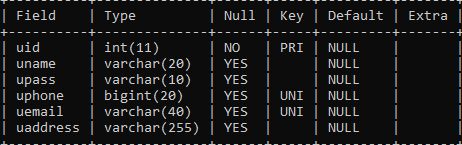 | Field | Type | Null | Key | Default | Extra |
| uid | int(11) | NO | PRI | NULL | |
| uname | varchar(20) | YES | | NULL | |
| upass | varchar(10) | YES | | NULL | |
| uphone | bigint(20) | YES | UNI | NULL | |
| uemail | varchar(40) | YES | UNI | NULL | |
| uaddress | varchar(255) | YES | | NULL | |